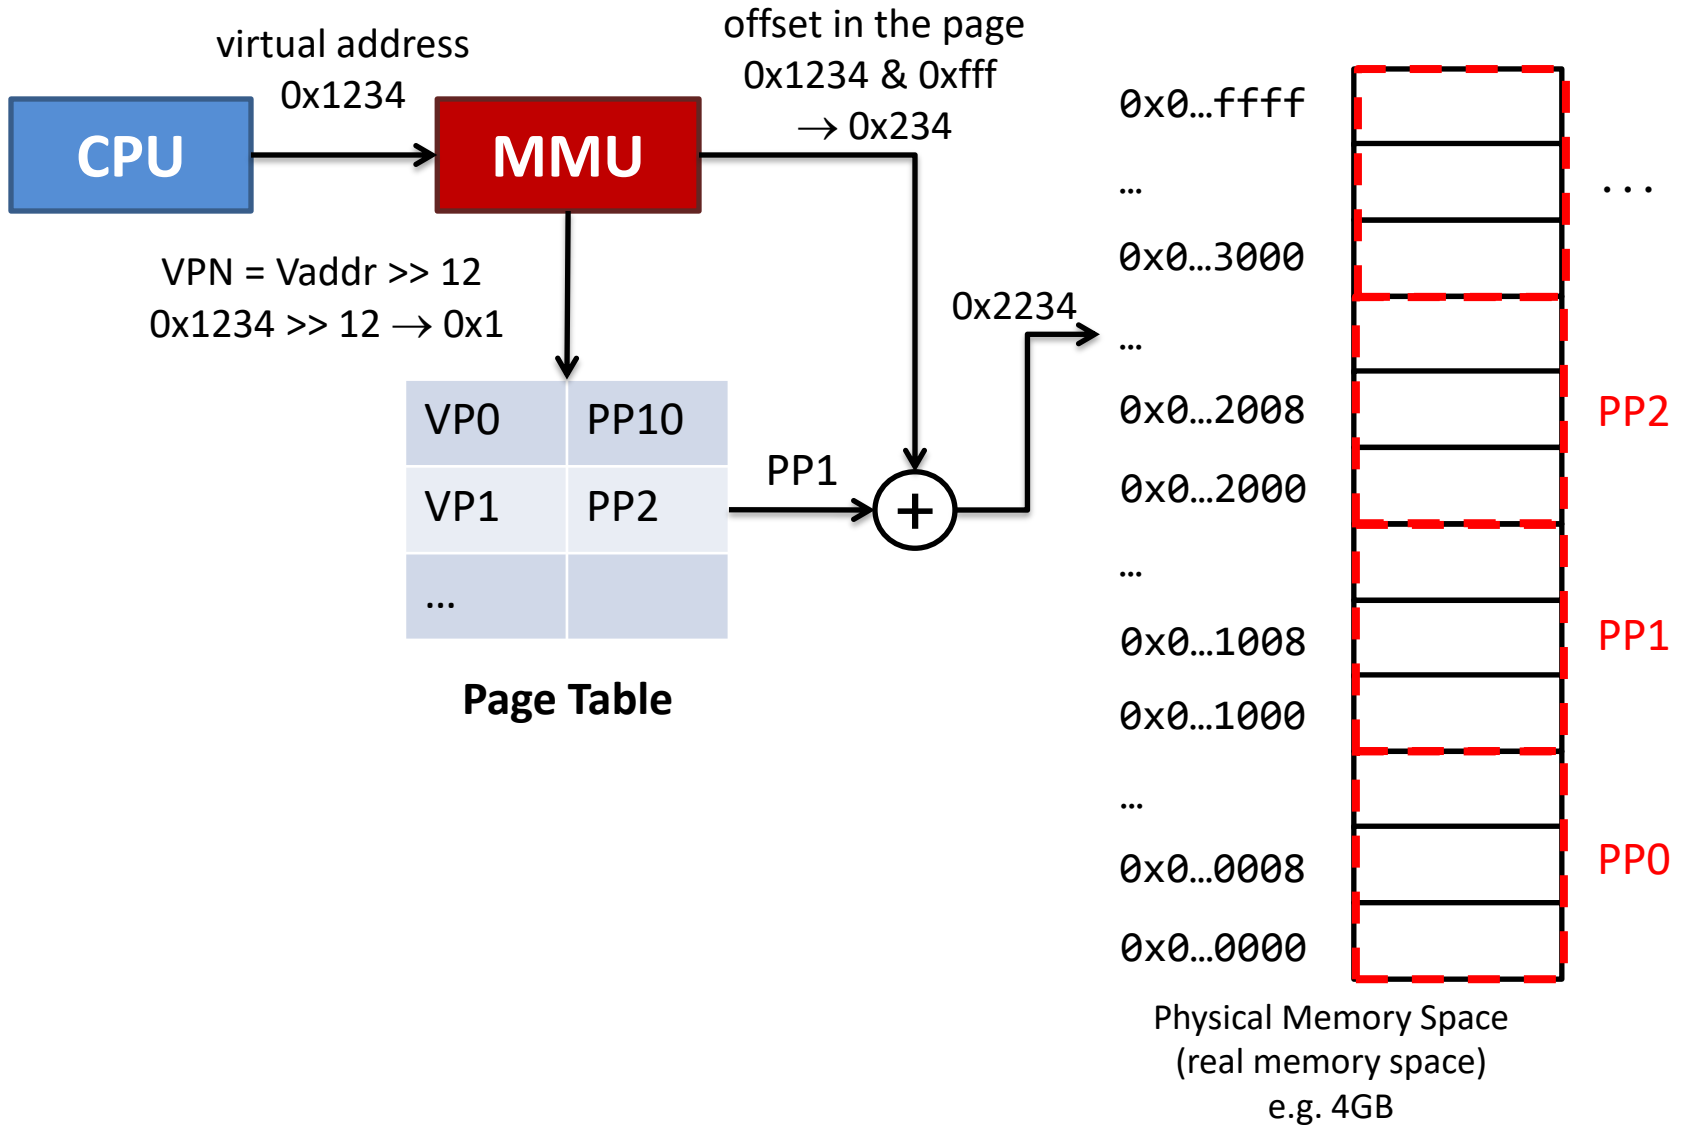 virtual address
0x1234
offset in the page
0x1234 & 0xfff
→ 0x234
CPU
MMU
VPN = Vaddr >> 12
0x1234 >> 12 → 0x1
VP0 PP10
VP1 PP2
...
Page Table
PP1
+
0x2234
0x0...ffff
...
...
0x0...3000
...
0x0...2008
PP2
0x0...2000
...
0x0...1008
PP1
0x0...1000
...
0x0...0008
PP0
0x0...0000
Physical Memory Space
(real memory space)
e.g. 4GB